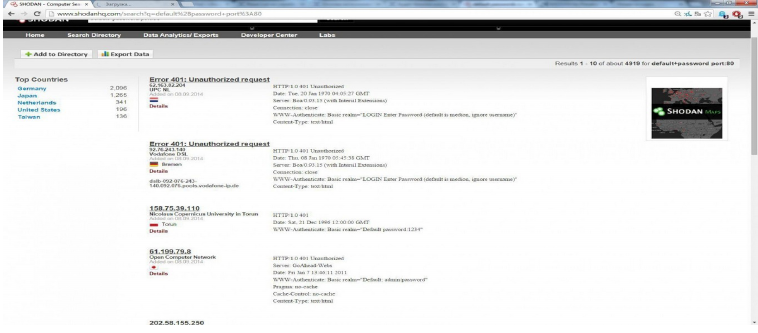 SHODAN - Computer Se
www.shodanhq.com/search?q=default%2Bpassword+port%3A80
SHODAN
Home Search Directory Data Analytics/ Exports Developer Center Labs
Add to Directory Export Data
Results 1 - 10 of about 4919 for default+password port:80
Top Countries
Germany 2,096
Japan 1,265
Netherlands 341
United States 196
Taiwan 136
Error 401: Unauthorized request
UPC NL
Added on 08.09.2014
Details
HTTP/1.0 401 Unauthorized
Date: Tue, 20 Jan 1970 04:05:27 GMT
Server: Boa/0.93.15 (with Intersil Extensions)
Connection: close
WWW-Authenticate: Basic realm="LOGIN Enter Password (default is medion, ignore username)"
Content-Type: text/html
Error 401: Unauthorized request
92.76.243.140
Vodafone DSL
Added on 08.09.2014
Bremen
Details
dslb-092-076-243-
140.092.076.pools.vodafone-ip.de
HTTP/1.0 401 Unauthorized
Date: Thu, 08 Jan 1970 05:45:38 GMT
Server: Boa/0.93.15 (with Intersil Extensions)
Connection: close
WWW-Authenticate: Basic realm="LOGIN Enter Password (default is medion, ignore username)"
Content-Type: text/html
158.75.39.110
Nicolaus Copernicus University in Torun
Added on 08.09.2014
Torun
Details
HTTP/1.0 401
Date: Sat, 21 Dec 1996 12:00:00 GMT
WWW-Authenticate: Basic realm="Default password:1234"
61.199.79.8
Open Computer Network
Added on 08.09.2014
Details
HTTP/1.0 401 Unauthorized
Server: GoAhead-Webs
Date: Fri Jan 7 13:46:11 2011
WWW-Authenticate: Basic realm="Default: admin/password"
Pragma: no-cache
Cache-Control: no-cache
Content-Type: text/html
202.58.155.250
SHODAN Maps